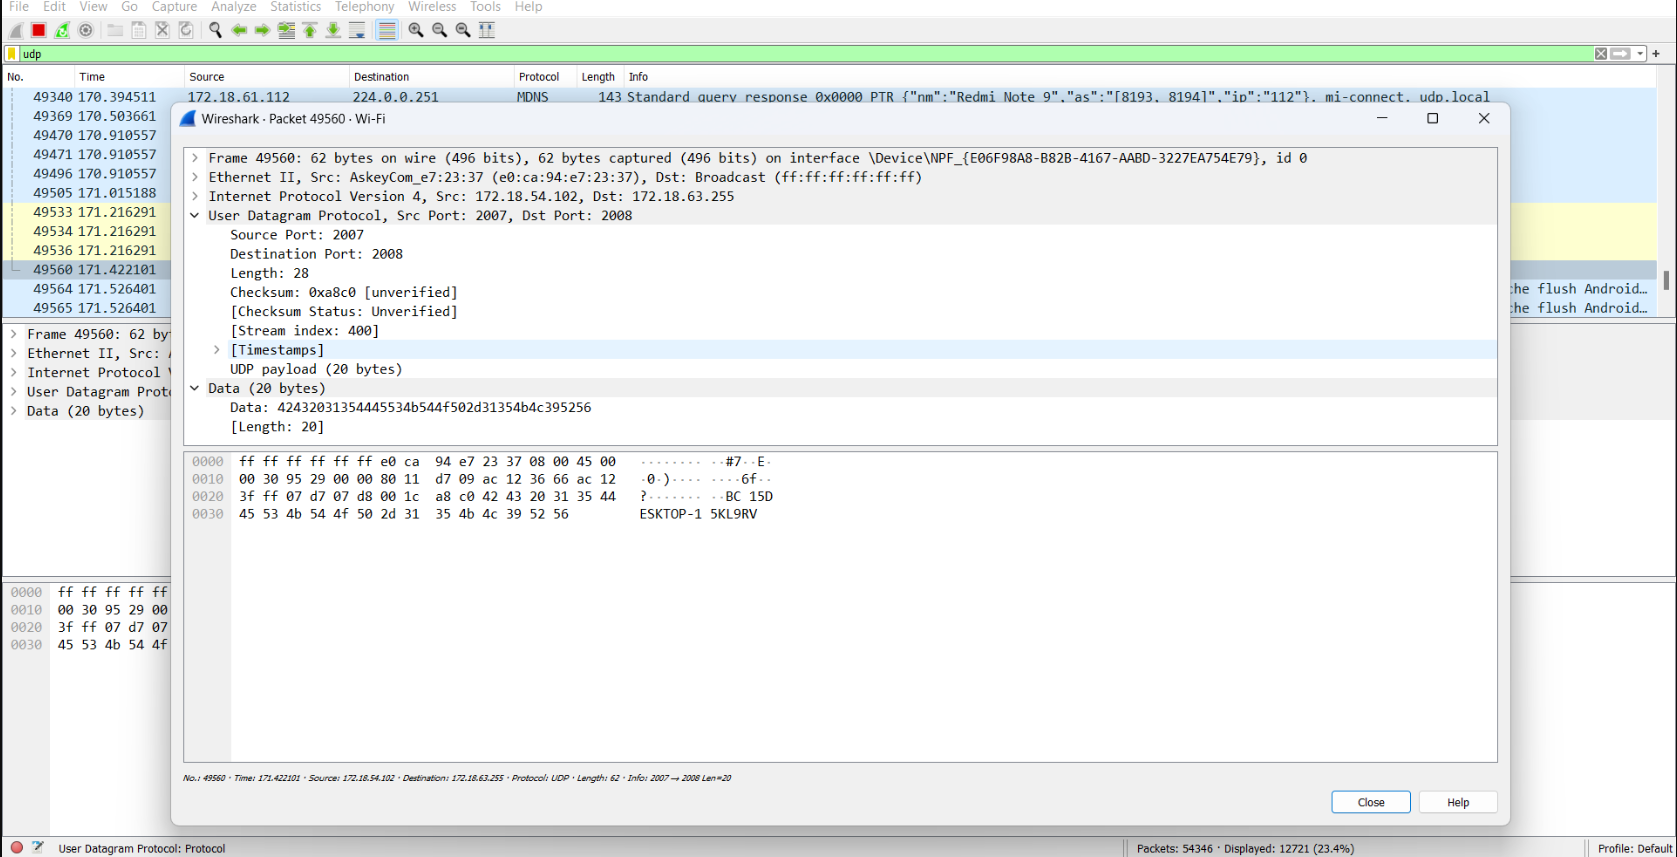 File Edit View Go Capture Analyze Statistics Telephony Wireless Tools Help
udp
No. Time Source Destination Protocol Length Info
49340 170.394511 172.18.61.112 224.0.0.251 MDNS 143 Standard query response 0x0000 PTR {"nm":"Redmi Note 9","as":"[8193, 8194]","ip":"112"}._mi-connect._udp.local
49369 170.503661
49470 170.910557
49471 170.910557
49496 170.910557
49505 171.015188
49533 171.216291
49534 171.216291
49536 171.216291
49560 171.422101
49564 171.526401 che flush Android…
49565 171.526401 che flush Android…
Frame 49560: 62 by
Ethernet II, Src:
Internet Protocol
User Datagram Prot
Data (20 bytes)
0000 ff ff ff ff ff
0010 00 30 95 29 00
0020 3f ff 07 d7 07
0030 45 53 4b 54 4f
Wireshark · Packet 49560 · Wi-Fi
Frame 49560: 62 bytes on wire (496 bits), 62 bytes captured (496 bits) on interface \Device\NPF_{E06F98A8-B82B-4167-AABD-3227EA754E79}, id 0
Ethernet II, Src: AskeyCom_e7:23:37 (e0:ca:94:e7:23:37), Dst: Broadcast (ff:ff:ff:ff:ff:ff)
Internet Protocol Version 4, Src: 172.18.54.102, Dst: 172.18.63.255
User Datagram Protocol, Src Port: 2007, Dst Port: 2008
Source Port: 2007
Destination Port: 2008
Length: 28
Checksum: 0xa8c0 [unverified]
[Checksum Status: Unverified]
[Stream index: 400]
[Timestamps]
UDP payload (20 bytes)
Data (20 bytes)
Data: 42432031354445534b544f502d31354b4c395256
[Length: 20]
0000 ff ff ff ff ff ff e0 ca 94 e7 23 37 08 00 45 00 ········ ··#7··E·
0010 00 30 95 29 00 00 80 11 d7 09 ac 12 36 66 ac 12 ·0·)···· ····6f··
0020 3f ff 07 d7 07 d8 00 1c a8 c0 42 43 20 31 35 44 ?······· ··BC 15D
0030 45 53 4b 54 4f 50 2d 31 35 4b 4c 39 52 56 ESKTOP-1 5KL9RV
No.: 49560 · Time: 171.422101 · Source: 172.18.54.102 · Destination: 172.18.63.255 · Protocol: UDP · Length: 62 · Info: 2007 → 2008 Len=20
Close Help
User Datagram Protocol: Protocol Packets: 54346 · Displayed: 12721 (23.4%) Profile: Default